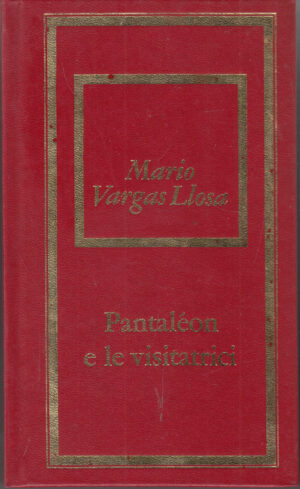 Mario
Vargas Llosa
Pantaléon
e le visitatrici